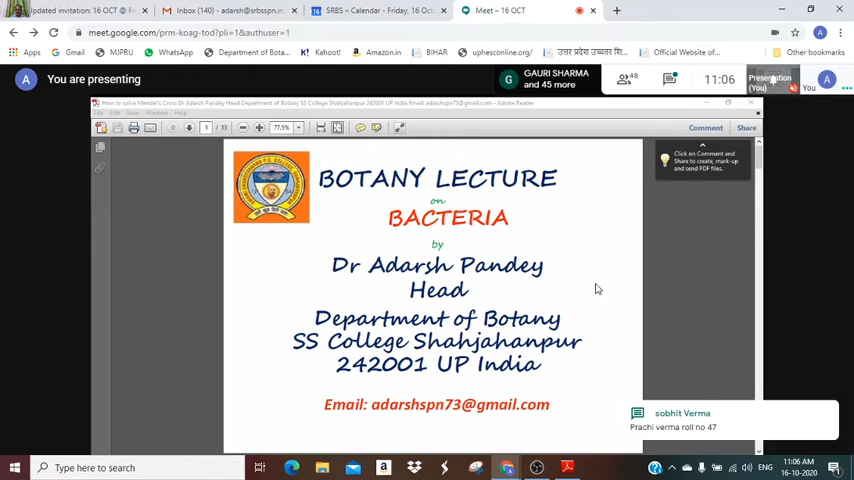 Updated invitation: 16 OCT @ Fr
Inbox (140) - adarsh@srbsspn.ac
SRBS – Calendar - Friday, 16 Oct
Meet – 16 OCT
meet.google.com/prm-koag-tod?pli=1&authuser=1
Apps
Gmail
MJPRU
WhatsApp
Department of Bota...
Kahoot!
Amazon.in
BIHAR
uphesconline.org/
उत्तर प्रदेश उच्चतर शि...
Official Website of...
Other bookmarks
A
You are presenting
G
GAURI SHARMA
and 45 more
48
11:06
Presentation
(You)
You
A
How to solve Mendel's Cross Dr Adarsh Panday Head Department of Botany SS College Shahjahanpur 242001 UP India Email: adarshspn73@gmail.com - Adobe Reader
File Edit View Window Help
1 / 13
77.5%
Comment
Share
Click on Comment and
Share to create, mark-up
and send PDF files.
BOTANY LECTURE
on
BACTERIA
by
Dr Adarsh Pandey
Head
Department of Botany
SS College Shahjahanpur
242001 UP India
Email: adarshspn73@gmail.com
sobhit Verma
Prachi verma roll no 47
Type here to search
ENG
11:06 AM
16-10-2020